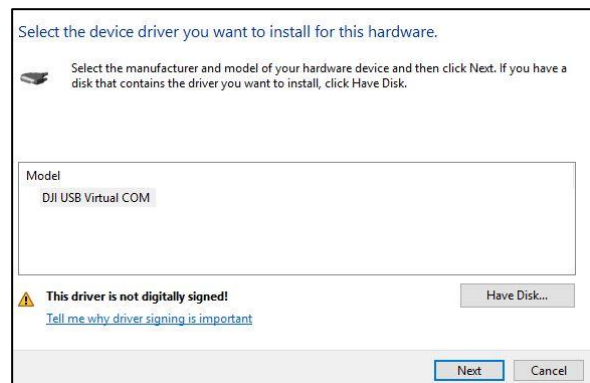 Select the device driver you want to install for this hardware.
Select the manufacturer and model of your hardware device and then click Next. If you have a
disk that contains the driver you want to install, click Have Disk.
Model
DJI USB Virtual COM
This driver is not digitally signed!
Have Disk...
Tell me why driver signing is important
Next
Cancel